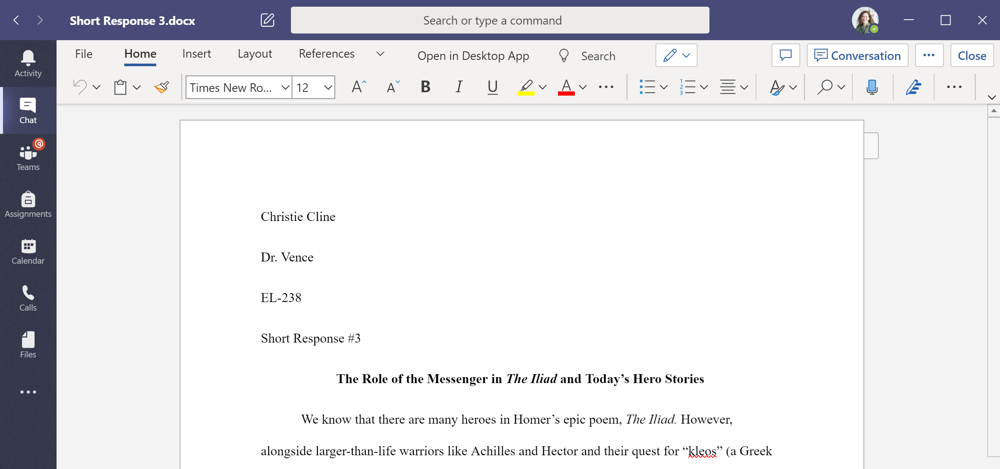 Short Response 3.docx
Search or type a command
File Home Insert Layout References Open in Desktop App Search Conversation Close
Times New Ro... 12
Activity
Chat
Teams
Assignments
Calendar
Calls
Files
Christie Cline
Dr. Vence
EL-238
Short Response #3
The Role of the Messenger in The Iliad and Today’s Hero Stories
We know that there are many heroes in Homer’s epic poem, The Iliad. However,
alongside larger-than-life warriors like Achilles and Hector and their quest for “kleos” (a Greek